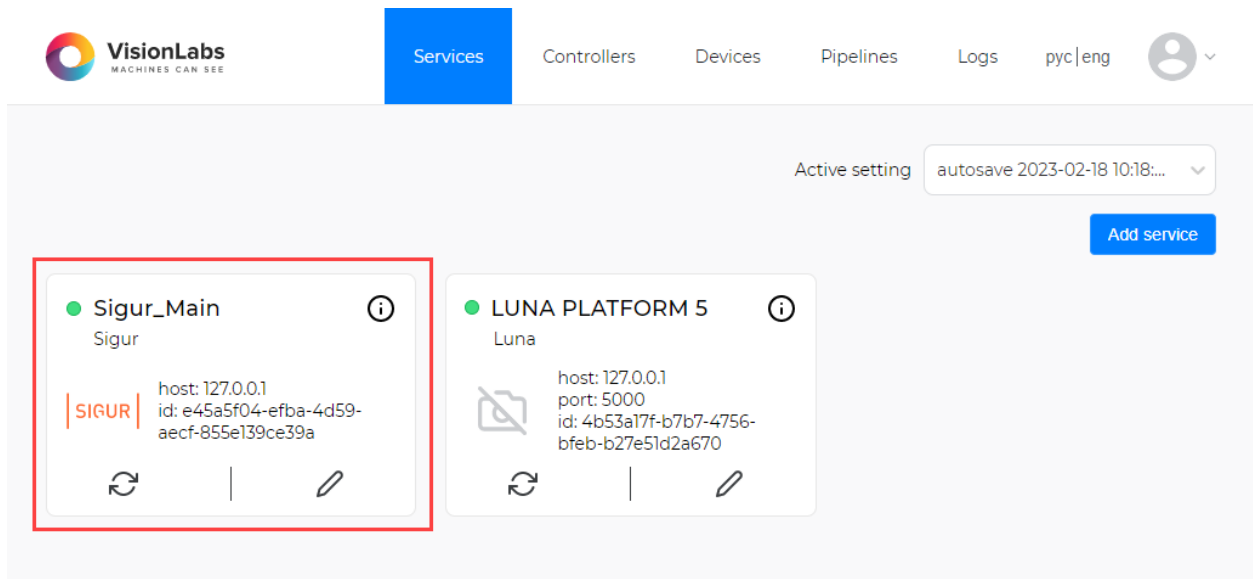 VisionLabs
MACHINES CAN SEE
Services
Controllers
Devices
Pipelines
Logs
рус|eng
Active setting
autosave 2023-02-18 10:18:...
Add service
Sigur_Main
Sigur
SIGUR
host: 127.0.0.1
id: e45a5f04-efba-4d59-
aecf-855e139ce39a
LUNA PLATFORM 5
Luna
host: 127.0.0.1
port: 5000
id: 4b53a17f-b7b7-4756-
bfeb-b27e51d2a670